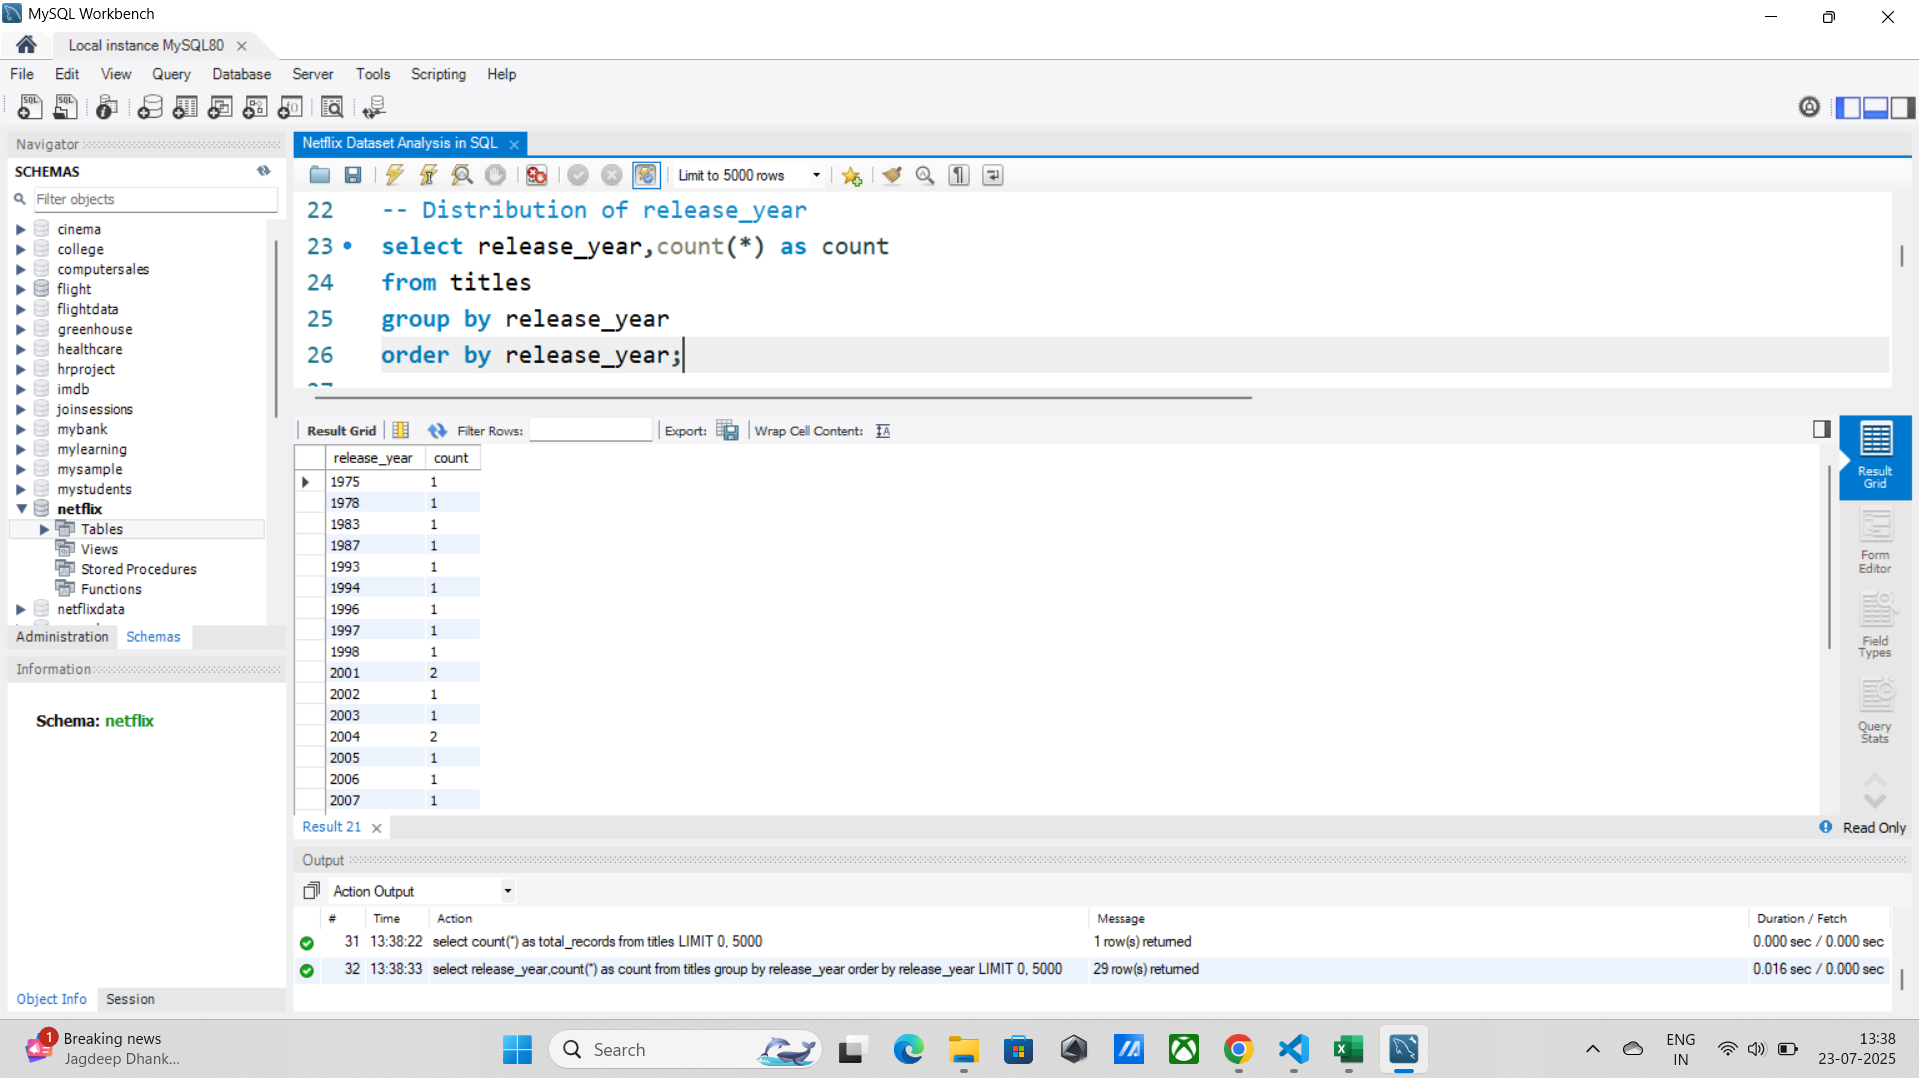 MySQL Workbench
Local instance MySQL80
File Edit View Query Database Server Tools Scripting Help
Navigator
SCHEMAS
Filter objects
cinema
college
computersales
flight
flightdata
greenhouse
healthcare
hrproject
imdb
joinsessions
mybank
mylearning
mysample
mystudents
netflix
Tables
Views
Stored Procedures
Functions
netflixdata
Administration Schemas
Information
Schema: netflix
Object Info Session
Netflix Dataset Analysis in SQL
Limit to 5000 rows
22 -- Distribution of release_year
23 select release_year,count(*) as count
24 from titles
25 group by release_year
26 order by release_year;
Result Grid Filter Rows: Export: Wrap Cell Content:
release_year count
1975 1
1978 1
1983 1
1987 1
1993 1
1994 1
1996 1
1997 1
1998 1
2001 2
2002 1
2003 1
2004 2
2005 1
2006 1
2007 1
Result Grid
Form Editor
Field Types
Query Stats
Result 21
Read Only
Output
Action Output
# Time Action Message Duration / Fetch
31 13:38:22 select count(*) as total_records from titles LIMIT 0, 5000 1 row(s) returned 0.000 sec / 0.000 sec
32 13:38:33 select release_year,count(*) as count from titles group by release_year order by release_year LIMIT 0, 5000 29 row(s) returned 0.016 sec / 0.000 sec
1
Breaking news
Jagdeep Dhank...
Search
ENG
IN
13:38
23-07-2025